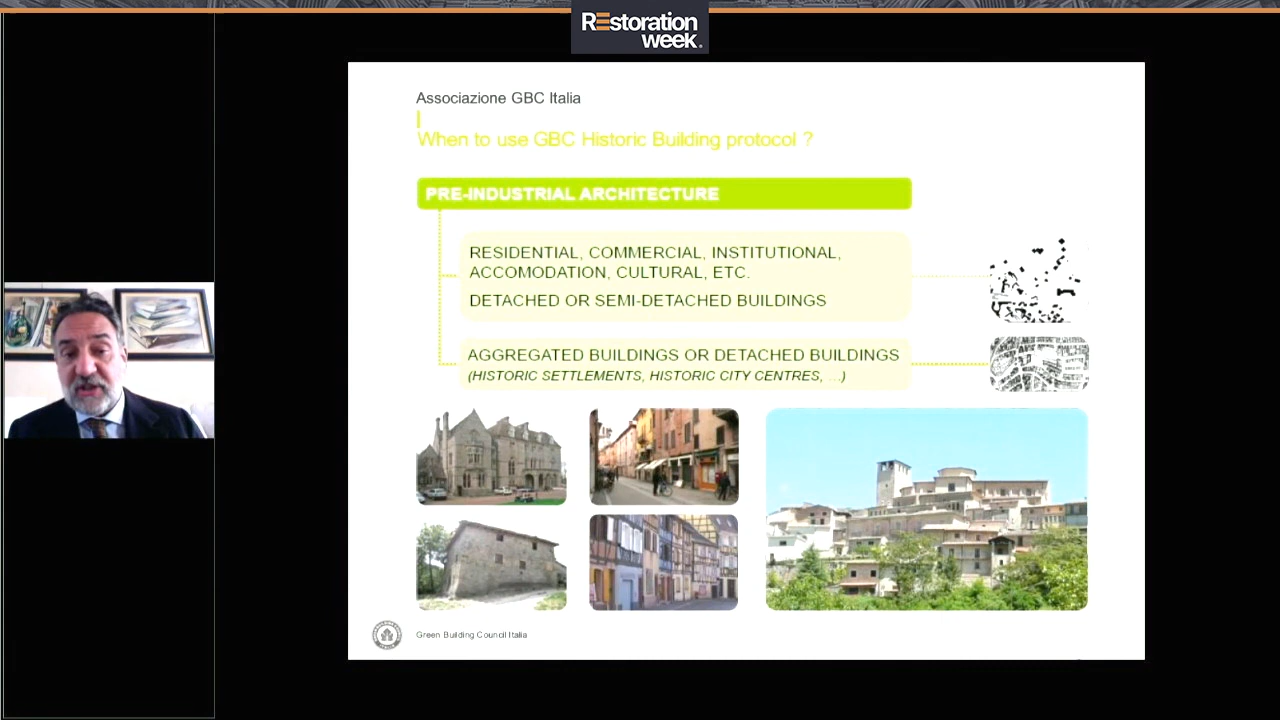 Restoration
week.
Associazione GBC Italia
When to use GBC Historic Building protocol ?
PRE-INDUSTRIAL ARCHITECTURE
RESIDENTIAL, COMMERCIAL, INSTITUTIONAL,
ACCOMODATION, CULTURAL, ETC.
DETACHED OR SEMI-DETACHED BUILDINGS
AGGREGATED BUILDINGS OR DETACHED BUILDINGS
(HISTORIC SETTLEMENTS, HISTORIC CITY CENTRES, ...)
Green Building Council Italia